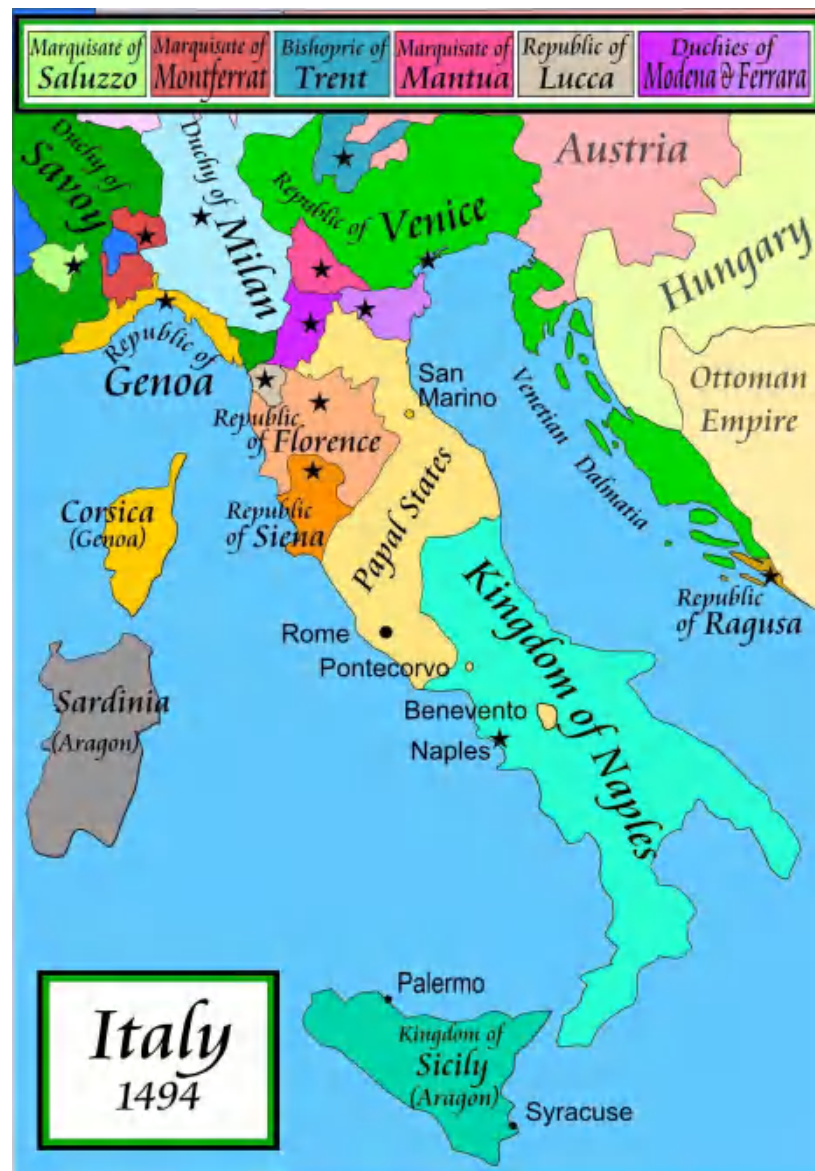 Marquisate of
Saluzzo
Marquisate of
Montferrat
Bishopric of
Trent
Marquisate of
Mantua
Republic of
Lucca
Duchies of
Modena & Ferrara
Duchy of
Savoy
Duchy of
Milan
Republic of
Venice
Austria
Hungary
Republic of
Genoa
San
Marino
Ottoman
Empire
Venetian
Dalmatia
Republic
of Florence
Corsica
(Genoa)
Republic
of Siena
Papal States
Republic
of Ragusa
Kingdom of Naples
Rome
Pontecorvo
Sardinia
(Aragon)
Benevento
Naples
Palermo
Kingdom of
Sicily
(Aragon)
Syracuse
Italy
1494